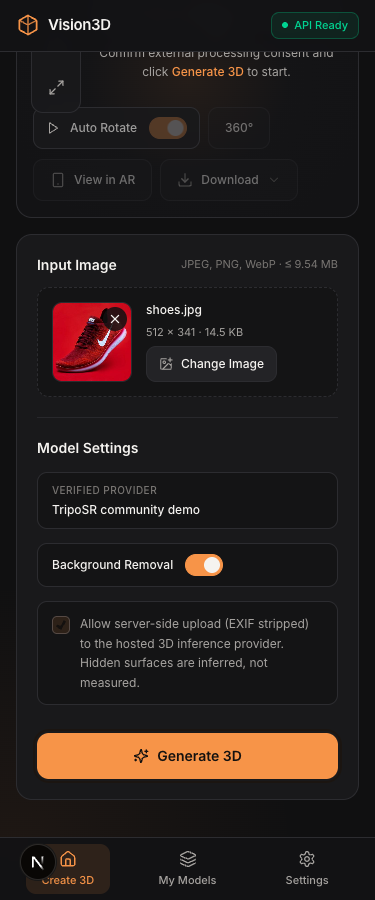 Vision3D
API Ready
Confirm external processing consent and
click Generate 3D to start.
Auto Rotate
360°
View in AR
Download
Input Image
JPEG, PNG, WebP · ≤ 9.54 MB
shoes.jpg
512 × 341 · 14.5 KB
Change Image
Model Settings
VERIFIED PROVIDER
TripoSR community demo
Background Removal
Allow server-side upload (EXIF stripped)
to the hosted 3D inference provider.
Hidden surfaces are inferred, not
measured.
Generate 3D
N
Create 3D
My Models
Settings